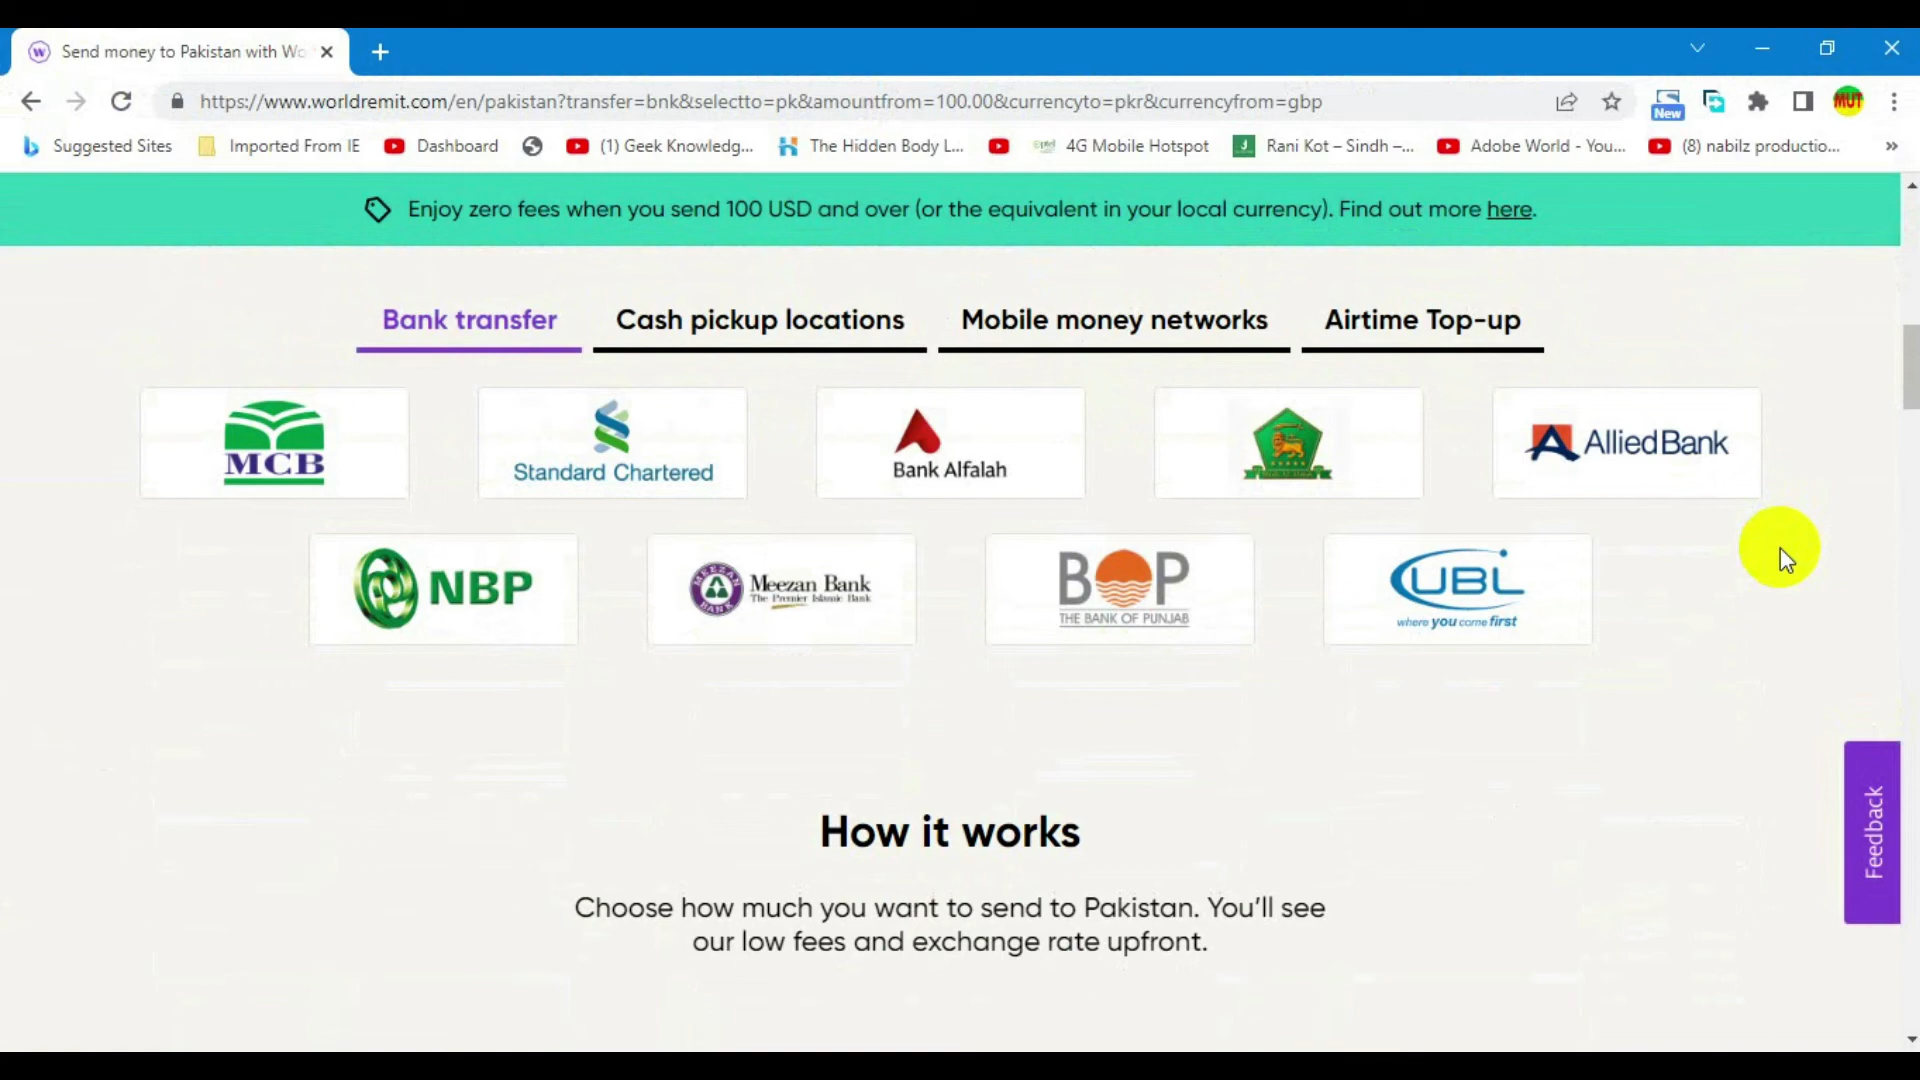 Send money to Pakistan with Wo
https://www.worldremit.com/en/pakistan?transfer=bnk&selectto=pk&amountfrom=100.00&currencyto=pkr&currencyfrom=gbp
New
MUT
Suggested Sites
Imported From IE
Dashboard
(1) Geek Knowledg...
The Hidden Body L...
4G Mobile Hotspot
Rani Kot – Sindh –...
Adobe World - You...
(8) nabilz productio...
Enjoy zero fees when you send 100 USD and over (or the equivalent in your local currency). Find out more here.
Bank transfer
Cash pickup locations
Mobile money networks
Airtime Top-up
MCB
Standard Chartered
Bank Alfalah
Allied Bank
NBP
Meezan Bank
The Premier Islamic Bank
BOP
THE BANK OF PUNJAB
UBL
where you come first
How it works
Choose how much you want to send to Pakistan. You'll see
our low fees and exchange rate upfront.
Feedback